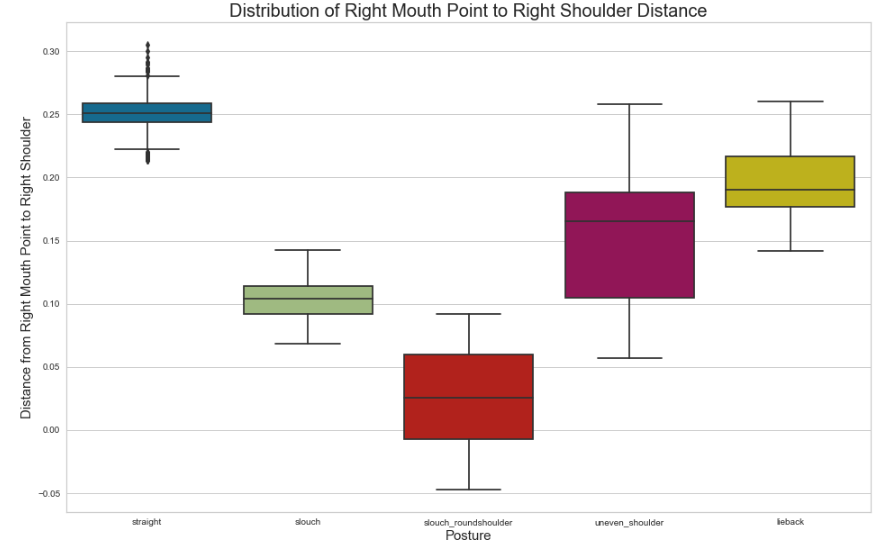 Distribution of Right Mouth Point to Right Shoulder Distance
Distance from Right Mouth Point to Right Shoulder
0.30
0.25
0.20
0.15
0.10
0.05
0.00
−0.05
straight slouch slouch_roundshoulder uneven_shoulder lieback
Posture